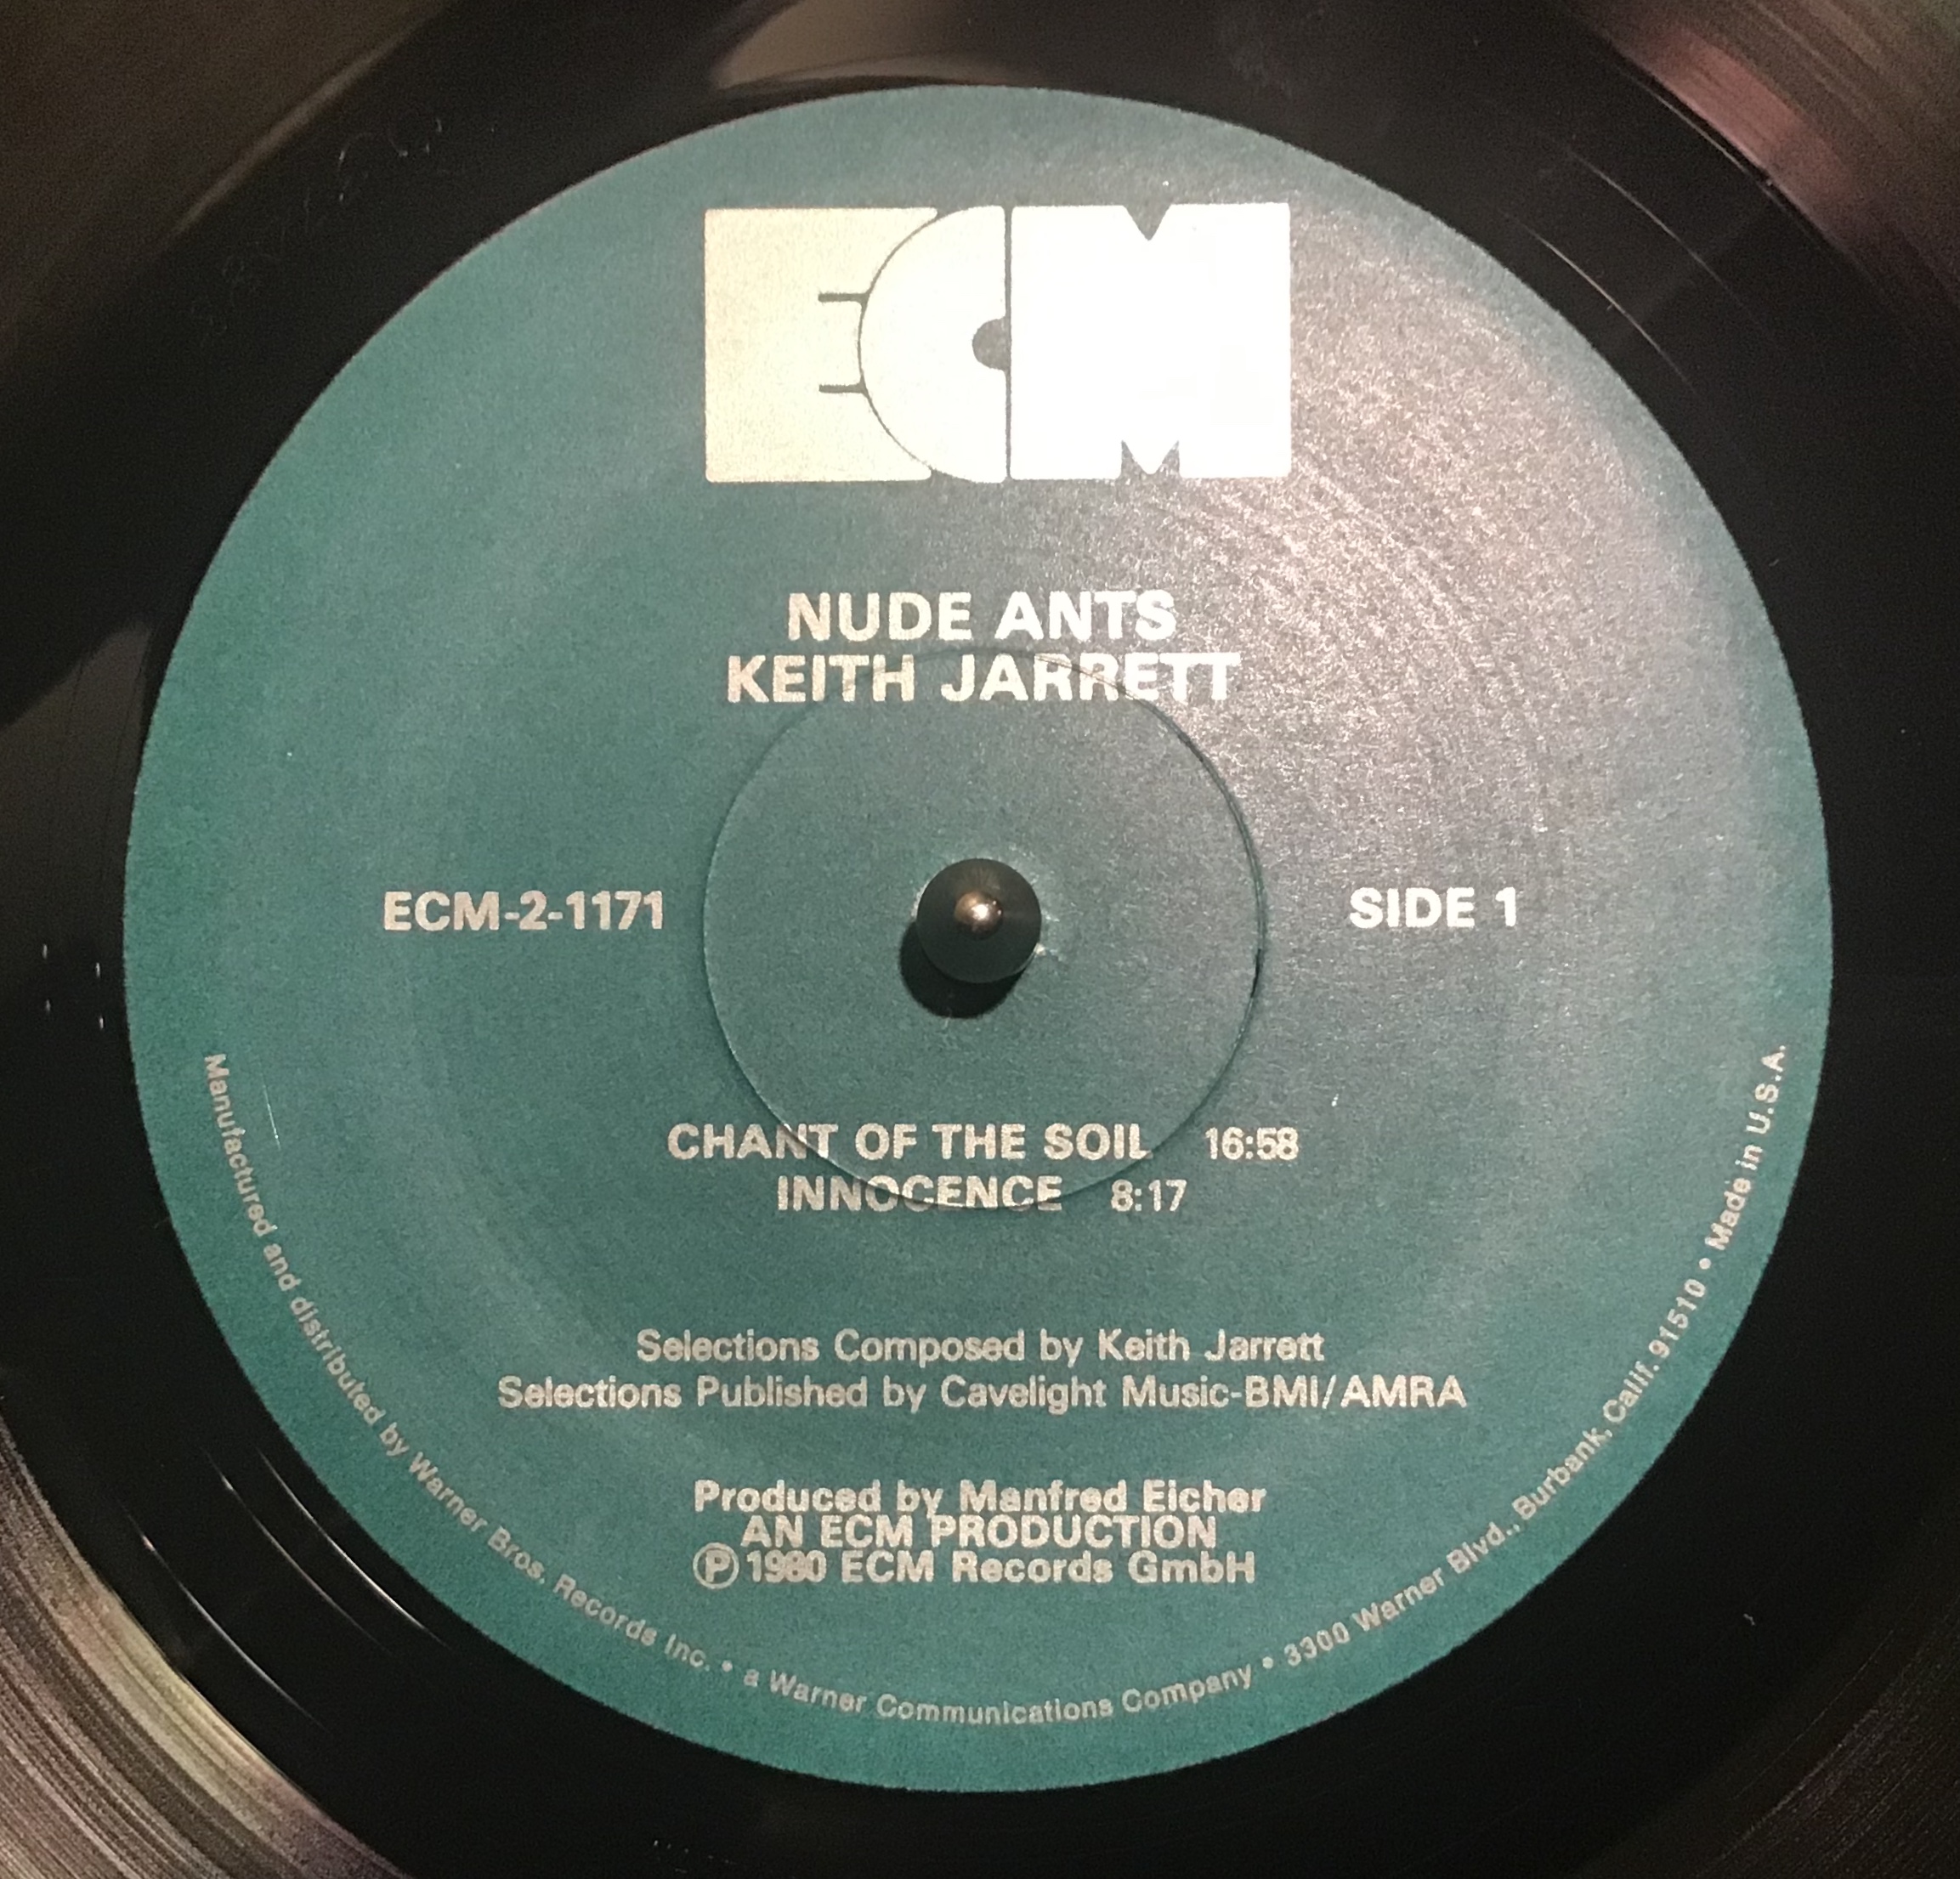 ECM
NUDE ANTS
KEITH JARRETT
ECM-2-1171
SIDE 1
CHANT OF THE SOIL 16:58
INNOCENCE 8:17
Selections Composed by Keith Jarrett
Selections Published by Cavelight Music-BMI/AMRA
Produced by Manfred Eicher
AN ECM PRODUCTION
Ⓟ1980 ECM Records GmbH
Manufactured and distributed by Warner Bros. Records Inc. • a Warner Communications Company • 3300 Warner Blvd., Burbank, Calif. 91510 • Made in U.S.A.